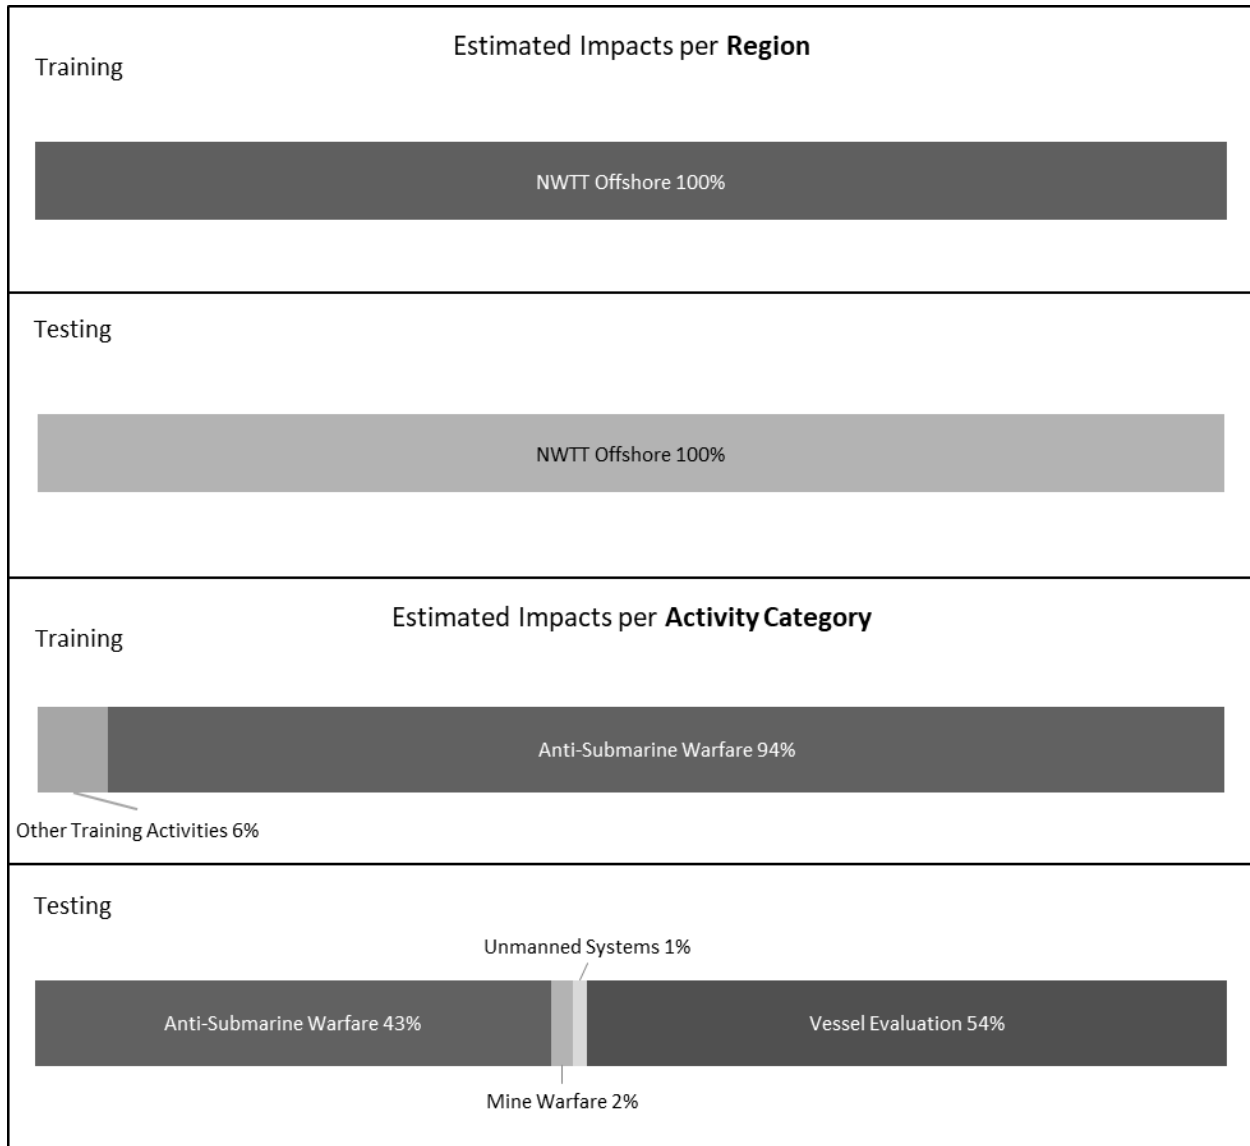 Estimated Impacts per Region
Training
NWTT Offshore 100%
Testing
NWTT Offshore 100%
Estimated Impacts per Activity Category
Training
Anti-Submarine Warfare 94%
Other Training Activities 6%
Testing
Unmanned Systems 1%
Anti-Submarine Warfare 43%
Vessel Evaluation 54%
Mine Warfare 2%